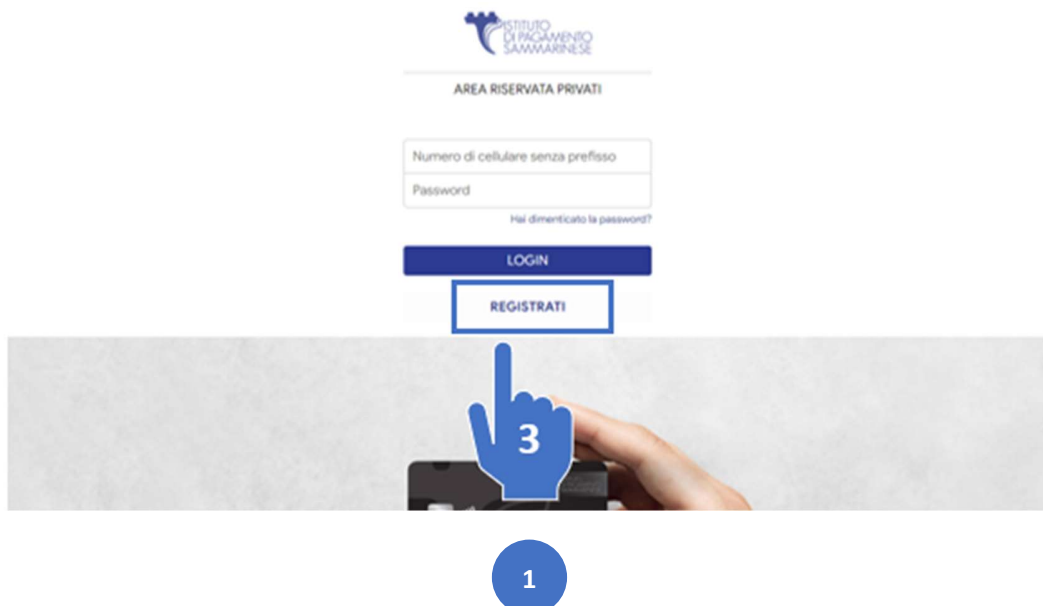 ISTITUTO
DI PAGAMENTO
SAMMARINESE
AREA RISERVATA PRIVATI
Numero di cellulare senza prefisso
Password
Hai dimenticato la password?
LOGIN
REGISTRATI
3
1